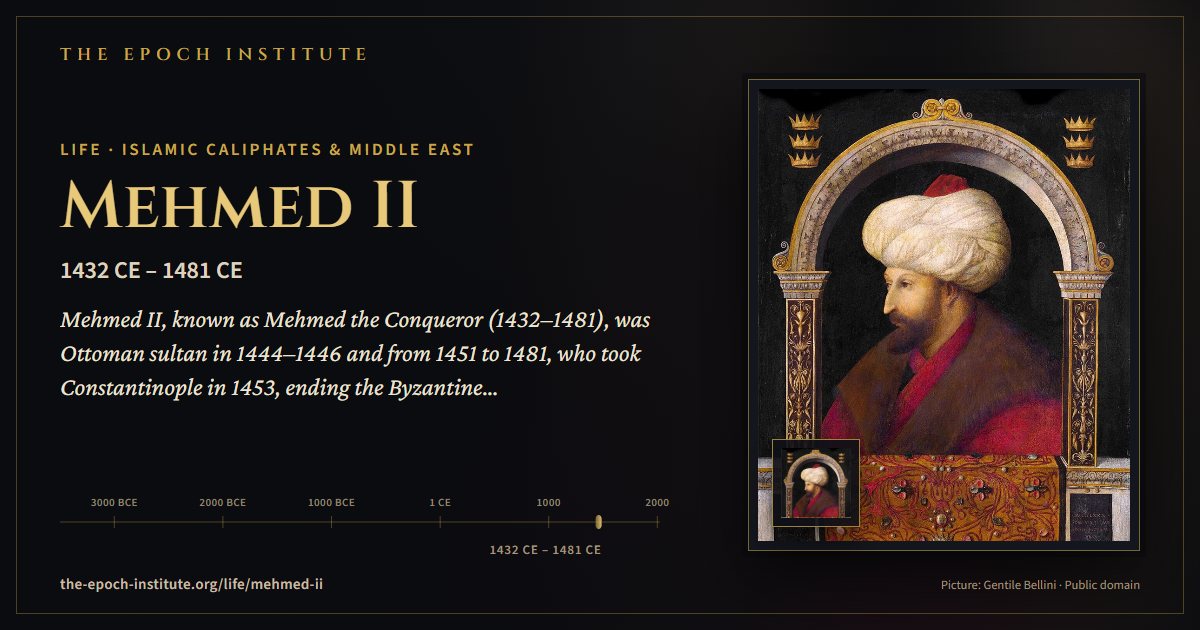 THE EPOCH INSTITUTE
LIFE · ISLAMIC CALIPHATES & MIDDLE EAST
MEHMED II
1432 CE – 1481 CE
Mehmed II, known as Mehmed the Conqueror (1432–1481), was
Ottoman sultan in 1444–1446 and from 1451 to 1481, who took
Constantinople in 1453, ending the Byzantine...
3000 BCE 2000 BCE 1000 BCE 1 CE 1000 2000
1432 CE – 1481 CE
the-epoch-institute.org/life/mehmed-ii
Picture: Gentile Bellini · Public domain